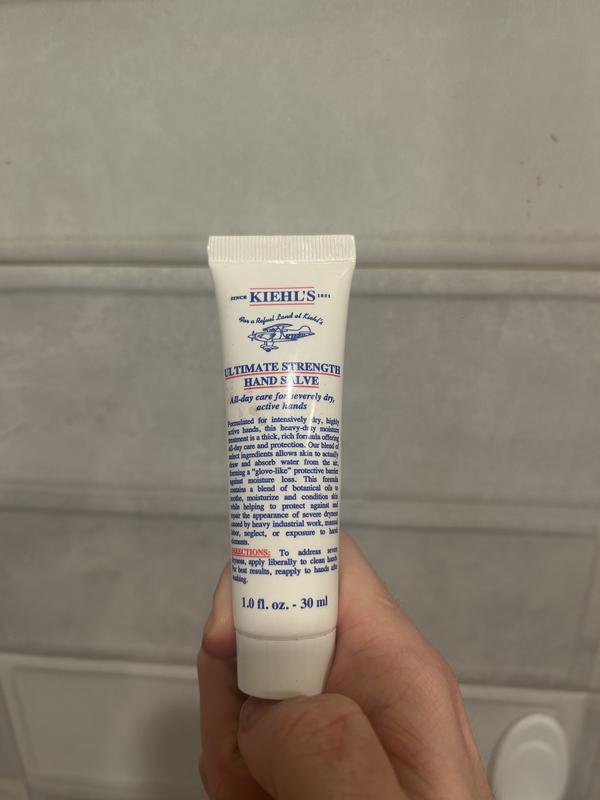 SINCE KIEHL'S 1851
For a Refuel Land at Kiehl's
ULTIMATE STRENGTH
HAND SALVE
All-day care for severely dry,
active hands
Formulated for intensively dry, highly
active hands, this heavy-duty moisture
treatment is a thick, rich formula offering
all-day care and protection. Our blend of
select ingredients allows skin to actually
draw and absorb water from the air,
forming a "glove-like" protective barrier
against moisture loss. This formula
contains a blend of botanical oils to
soothe, moisturize and condition skin
while helping to protect against and
repair the appearance of severe dryness
caused by heavy industrial work, manual
labor, neglect, or exposure to harsh
elements.
DIRECTIONS: To address severe
dryness, apply liberally to clean hands.
For best results, reapply to hands after
soaking.
1.0 fl. oz. - 30 ml